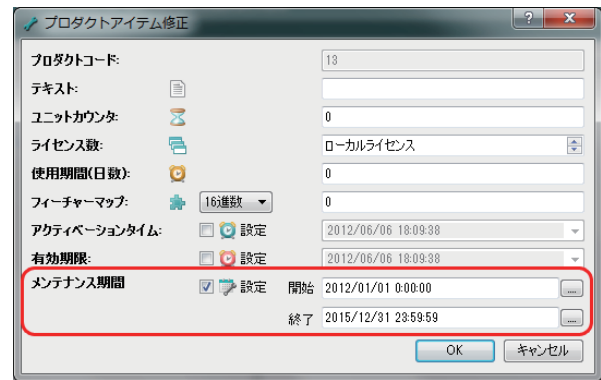 プロダクトアイテム修正
プロダクトコード: 13
テキスト:
ユニットカウンタ: 0
ライセンス数: ローカルライセンス
使用期間(日数): 0
フィーチャーマップ: 16進数 0
アクティベーションタイム: 設定 2012/06/06 18:09:38
有効期限: 設定 2012/06/06 18:09:38
メンテナンス期間 設定 開始 2012/01/01 0:00:00 ...
終了 2015/12/31 23:59:59 ...
OK キャンセル